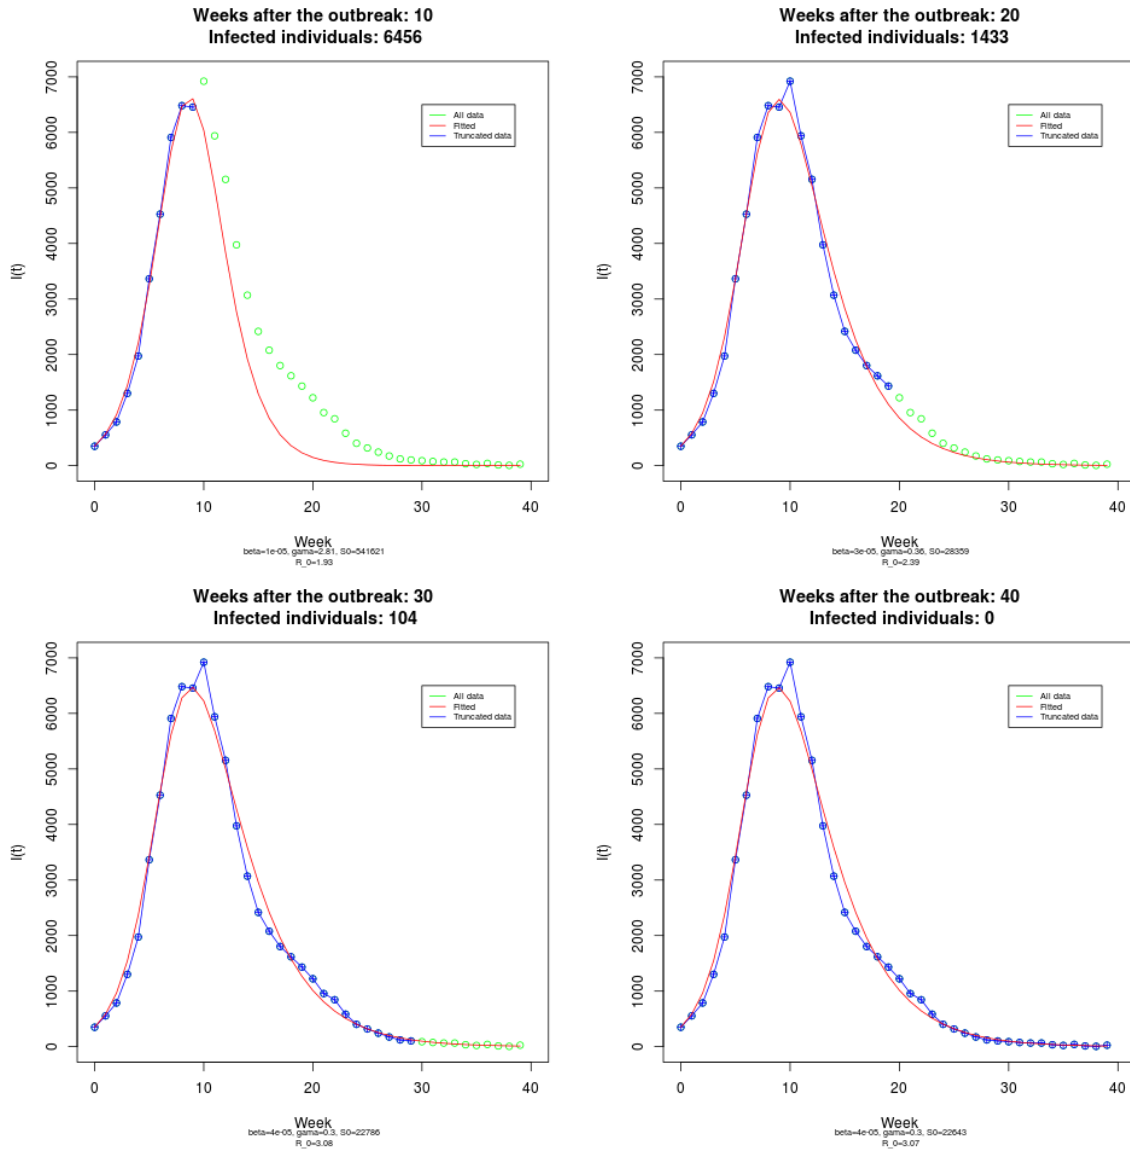 Weeks after the outbreak: 10
Infected individuals: 6456
7000
6000
5000
4000
3000
2000
1000
0
I(t)
All data
Fitted
Truncated data
0 10 20 30 40
Week
beta=1e-05, gama=2.81, S0=541621
R_0=1.93
Weeks after the outbreak: 20
Infected individuals: 1433
7000
6000
5000
4000
3000
2000
1000
0
I(t)
All data
Fitted
Truncated data
0 10 20 30 40
Week
beta=3e-05, gama=0.36, S0=28359
R_0=2.39
Weeks after the outbreak: 30
Infected individuals: 104
7000
6000
5000
4000
3000
2000
1000
0
I(t)
All data
Fitted
Truncated data
0 10 20 30 40
Week
beta=4e-05, gama=0.3, S0=22786
R_0=3.08
Weeks after the outbreak: 40
Infected individuals: 0
7000
6000
5000
4000
3000
2000
1000
0
I(t)
All data
Fitted
Truncated data
0 10 20 30 40
Week
beta=4e-05, gama=0.3, S0=22643
R_0=3.07